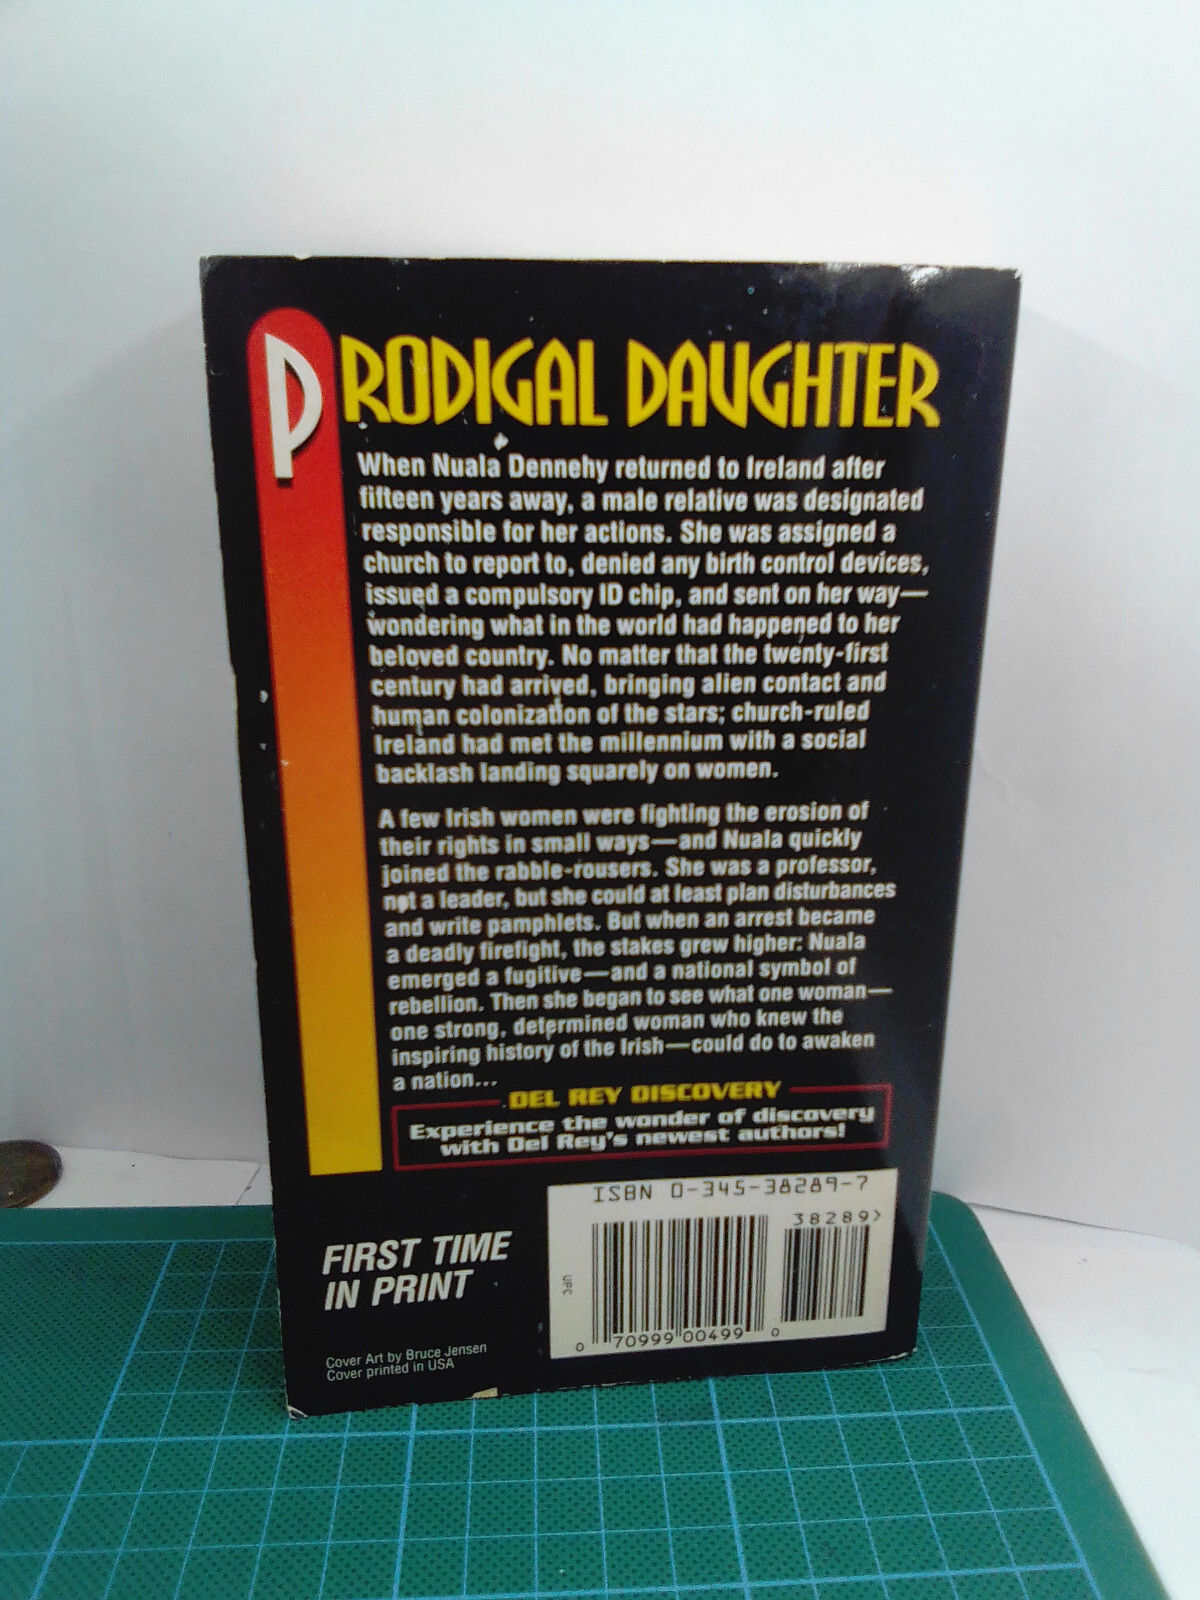 PRODIGAL DAUGHTER
When Nuala Dennehy returned to Ireland after
fifteen years away, a male relative was designated
responsible for her actions. She was assigned a
church to report to, denied any birth control devices,
issued a compulsory ID chip, and sent on her way—
wondering what in the world had happened to her
beloved country. No matter that the twenty-first
century had arrived, bringing alien contact and
human colonization of the stars; church-ruled
Ireland had met the millennium with a social
backlash landing squarely on women.
A few Irish women were fighting the erosion of
their rights in small ways—and Nuala quickly
joined the rabble-rousers. She was a professor,
not a leader, but she could at least plan disturbances
and write pamphlets. But when an arrest became
a deadly firefight, the stakes grew higher: Nuala
emerged a fugitive—and a national symbol of
rebellion. Then she began to see what one woman—
one strong, determined woman who knew the
inspiring history of the Irish—could do to awaken
a nation...
DEL REY DISCOVERY
Experience the wonder of discovery
with Del Rey's newest authors!
ISBN 0-345-38289-7
38289>
UPC
0 70999 00499 0
FIRST TIME
IN PRINT
Cover Art by Bruce Jensen
Cover printed in USA